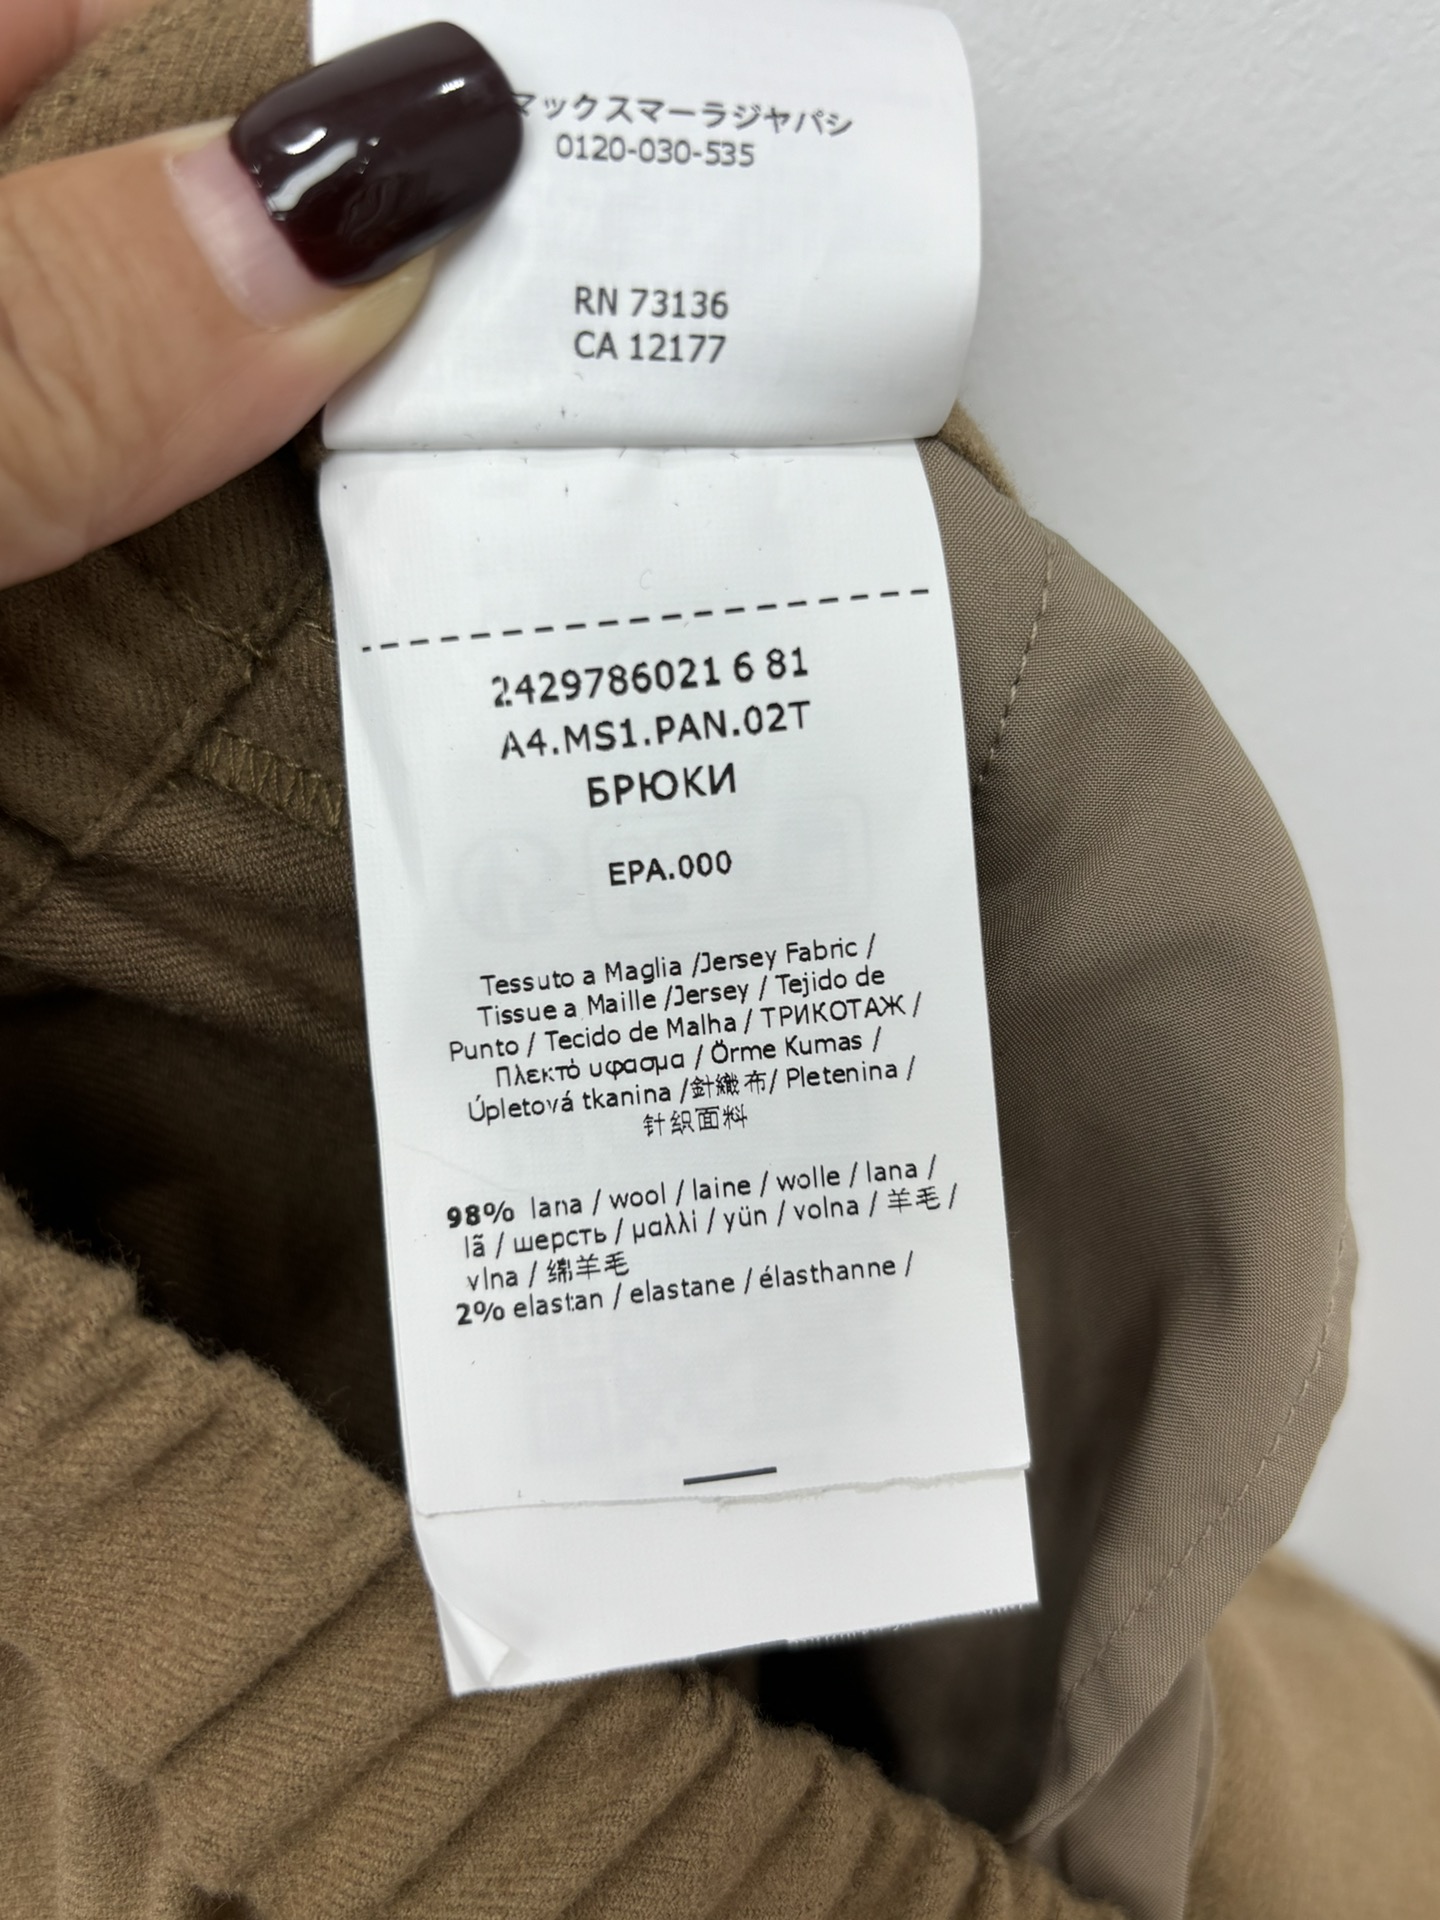 マックスマーラジヤパシ
0120-030-535
RN 73136
CA 12177
2429786021 6 81
A4.MS1.PAN.02T
БРЮКИ
EPA.000
Tessuto a Maglia /Jersey Fabric /
Tissue a Maille /Jersey / Tejido de
Punto / Tecido de Malha / ТРИКОТАЖ /
Πλεκτό υφασμα / Örme Kumas /
Úpletová tkanina /針織布/ Pletenina /
针织面料
98% lana / wool / laine / wolle / lana /
lã / шерсть / μαλλi / yün / volna / 羊毛 /
vlna / 绵羊毛
2% elastan / elastane / élasthanne /